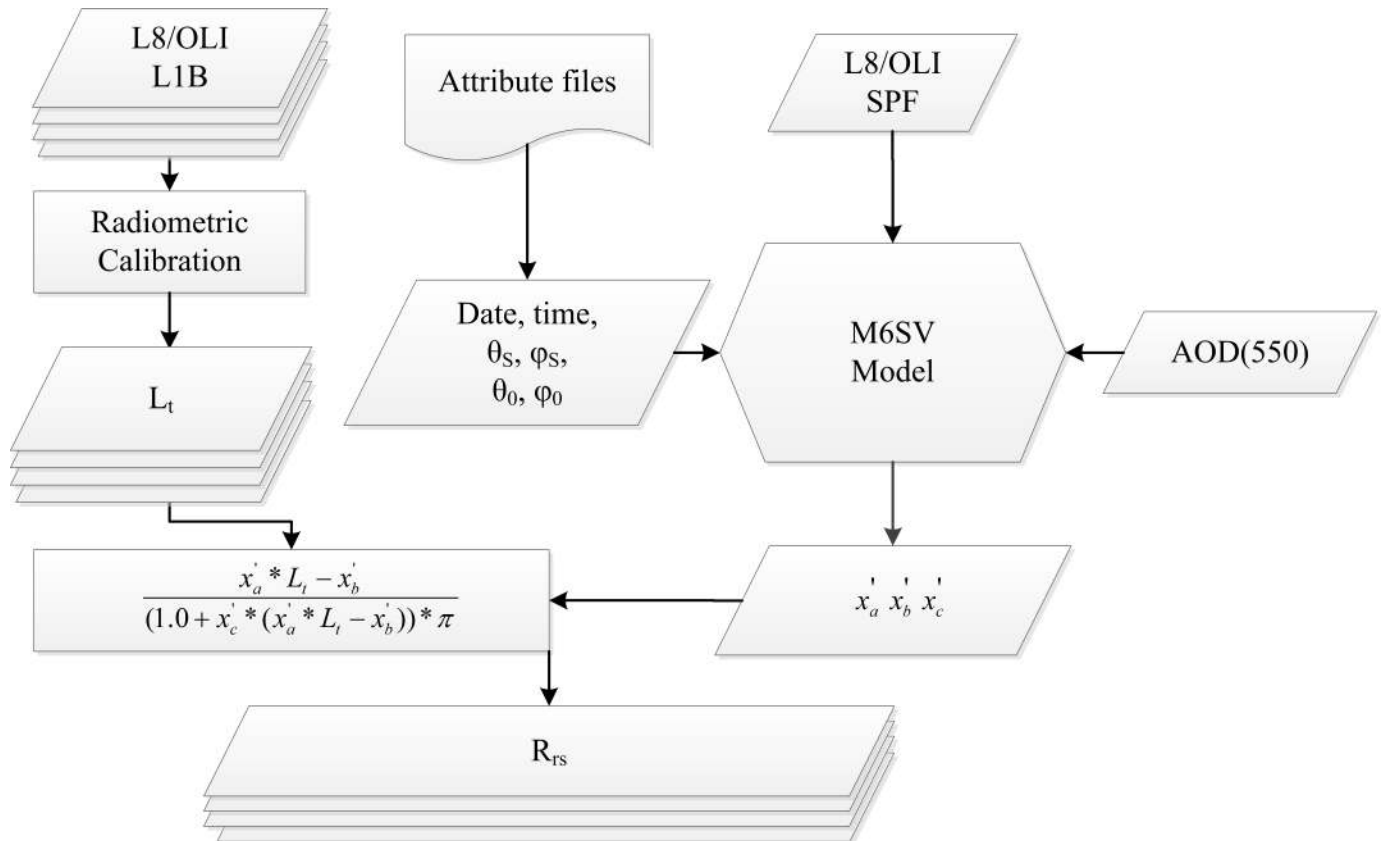 L8/OLI
L1B
Attribute files
L8/OLI
SPF
Radiometric
Calibration
Date, time,
θS, φS,
θ0, φ0
M6SV
Model
AOD(550)
Lt
x'a * Lt − x'b
(1.0 + x'c * (x'a * Lt − x'b)) * π
x'a x'b x'c
Rrs